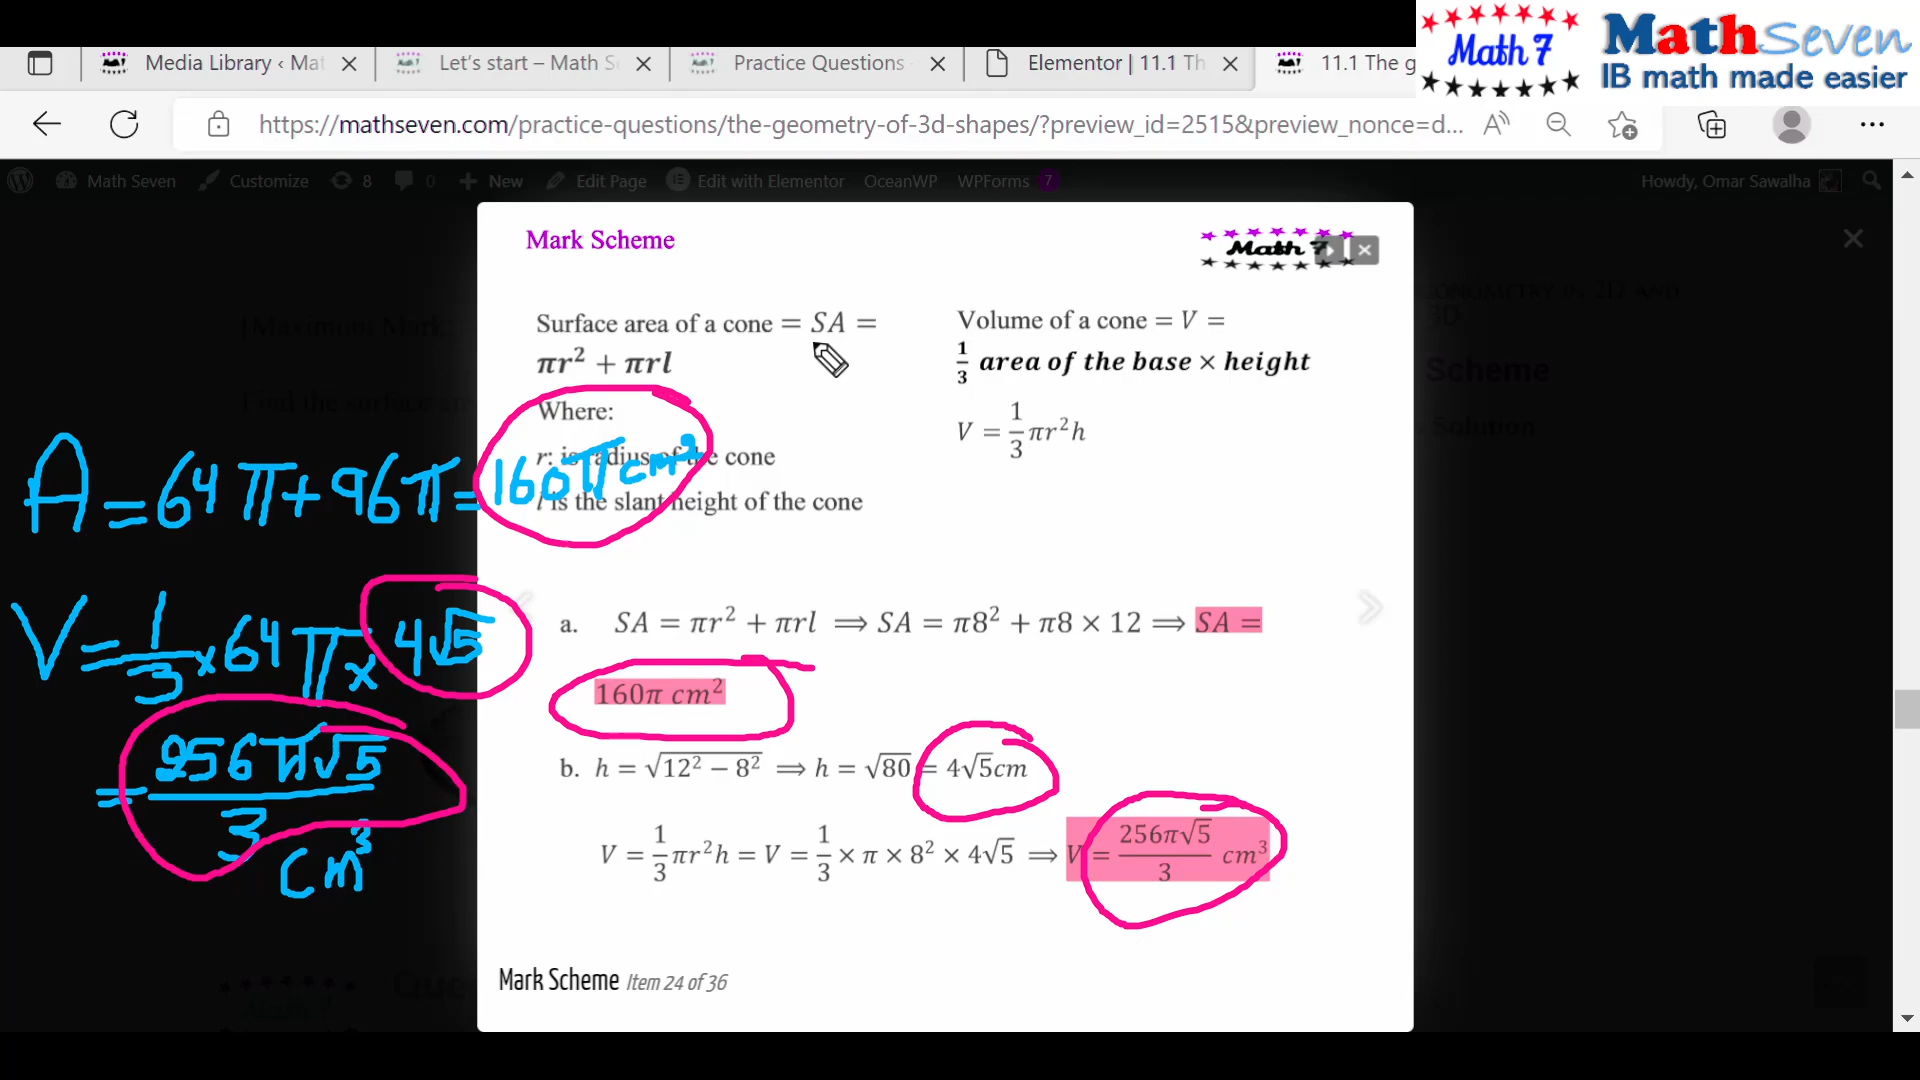 Math 7
MathSeven
IB math made easier
Media Library ‹ Mat
Let's start – Math S
Practice Questions
Elementor | 11.1 Th
11.1 The g
https://mathseven.com/practice-questions/the-geometry-of-3d-shapes/?preview_id=2515&preview_nonce=d...
Math Seven Customize 8 0 New Edit Page Edit with Elementor OceanWP WPForms 7 Howdy, Omar Sawalha
Mark Scheme
Math 7
Surface area of a cone = SA =
πr² + πrl
Where:
r: is radius of the cone
l is the slant height of the cone
Volume of a cone = V =
1/3 area of the base × height
V = 1/3 πr²h
A = 64π + 96π = 160π cm²
V = 1/3 × 64π × 4√5
= 256π√5/3 cm³
a. SA = πr² + πrl ⟹ SA = π8² + π8 × 12 ⟹ SA =
160π cm²
b. h = √(12² − 8²) ⟹ h = √80 = 4√5cm
V = 1/3 πr²h = V = 1/3 × π × 8² × 4√5 ⟹ V = 256π√5/3 cm³
Mark Scheme Item 24 of 36
Scheme
Solution